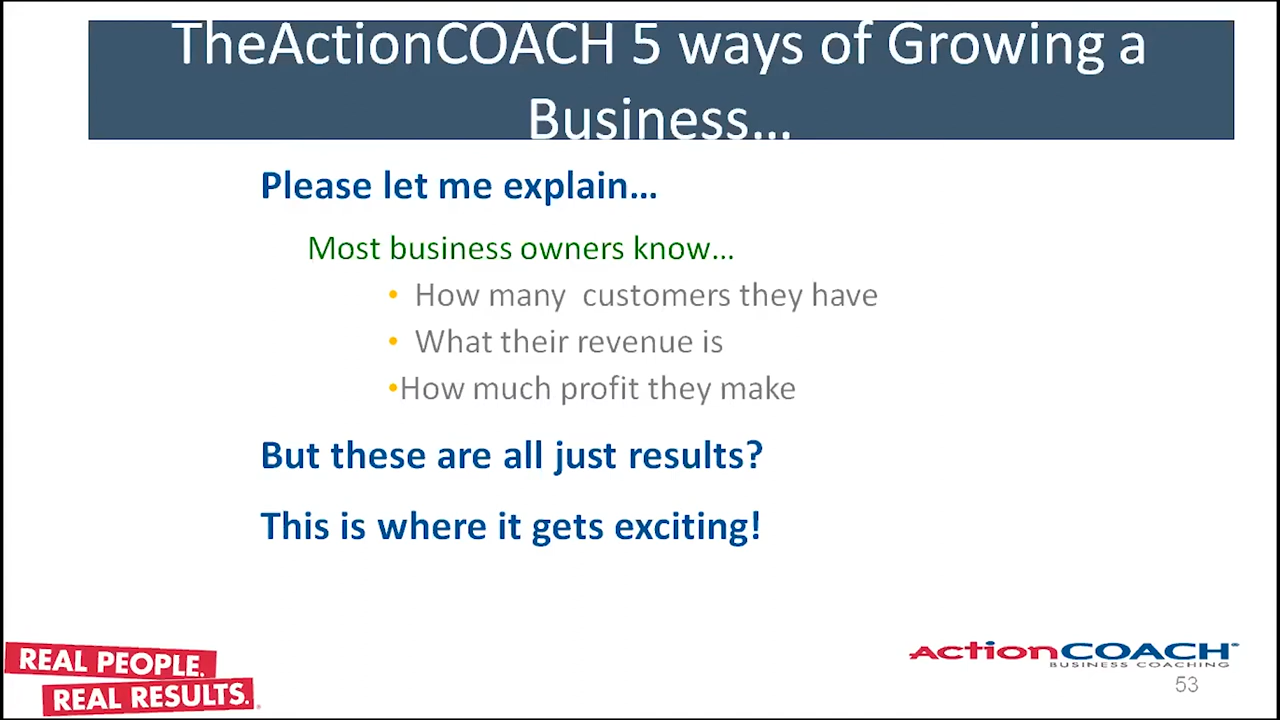 TheActionCOACH 5 ways of Growing a
Business...
Please let me explain...
Most business owners know...
• How many  customers they have
• What their revenue is
•How much profit they make
But these are all just results?
This is where it gets exciting!
REAL PEOPLE.
REAL RESULTS.
ActionCOACH®
BUSINESS COACHING
53